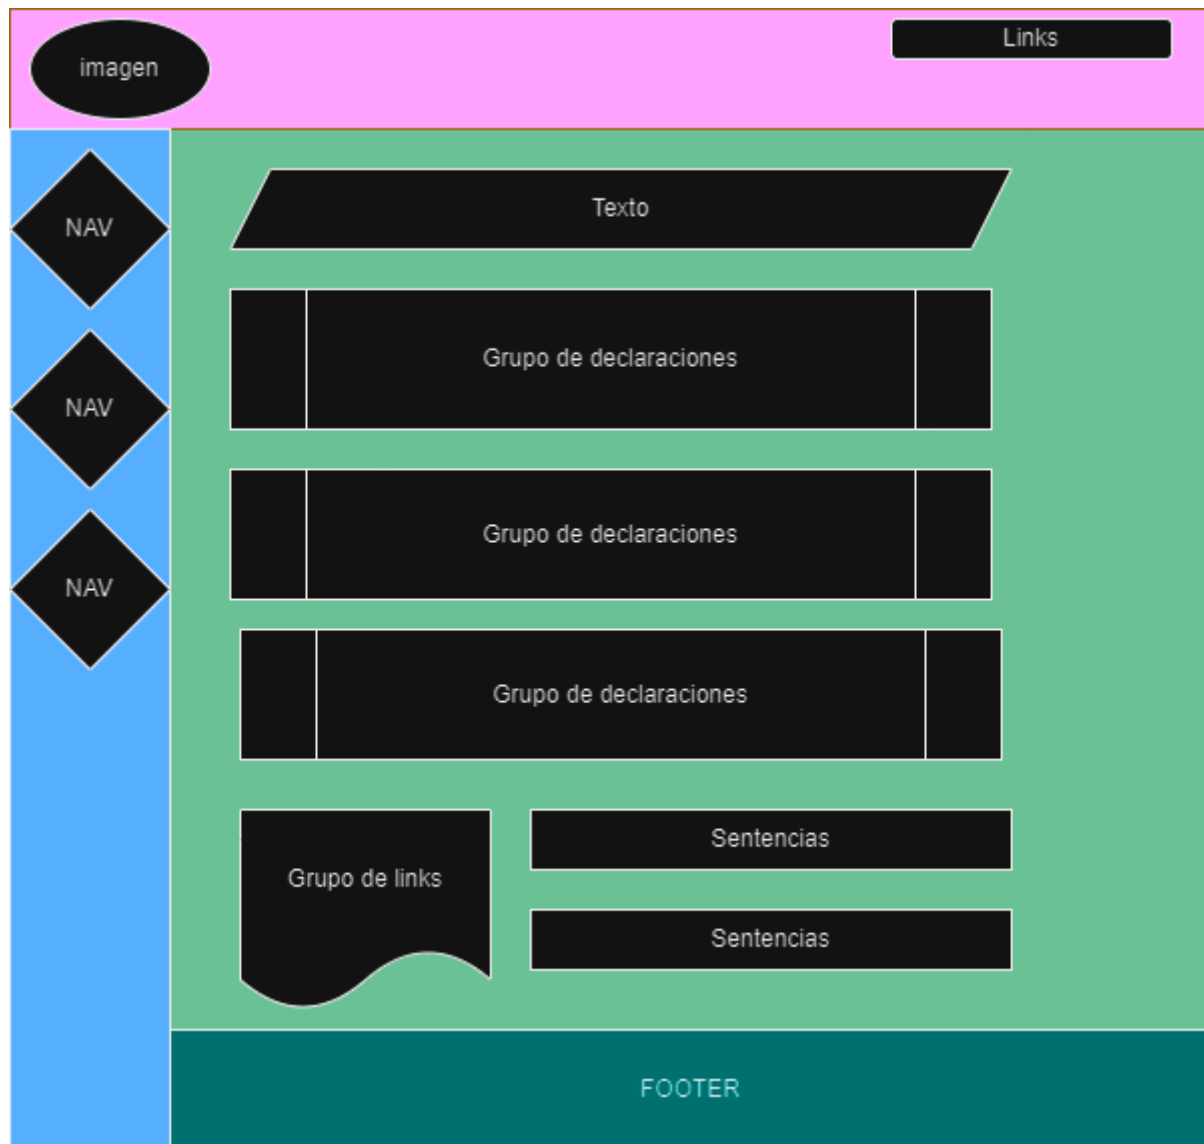 imagen
Links
NAV
NAV
NAV
Texto
Grupo de declaraciones
Grupo de declaraciones
Grupo de declaraciones
Grupo de links
Sentencias
Sentencias
FOOTER